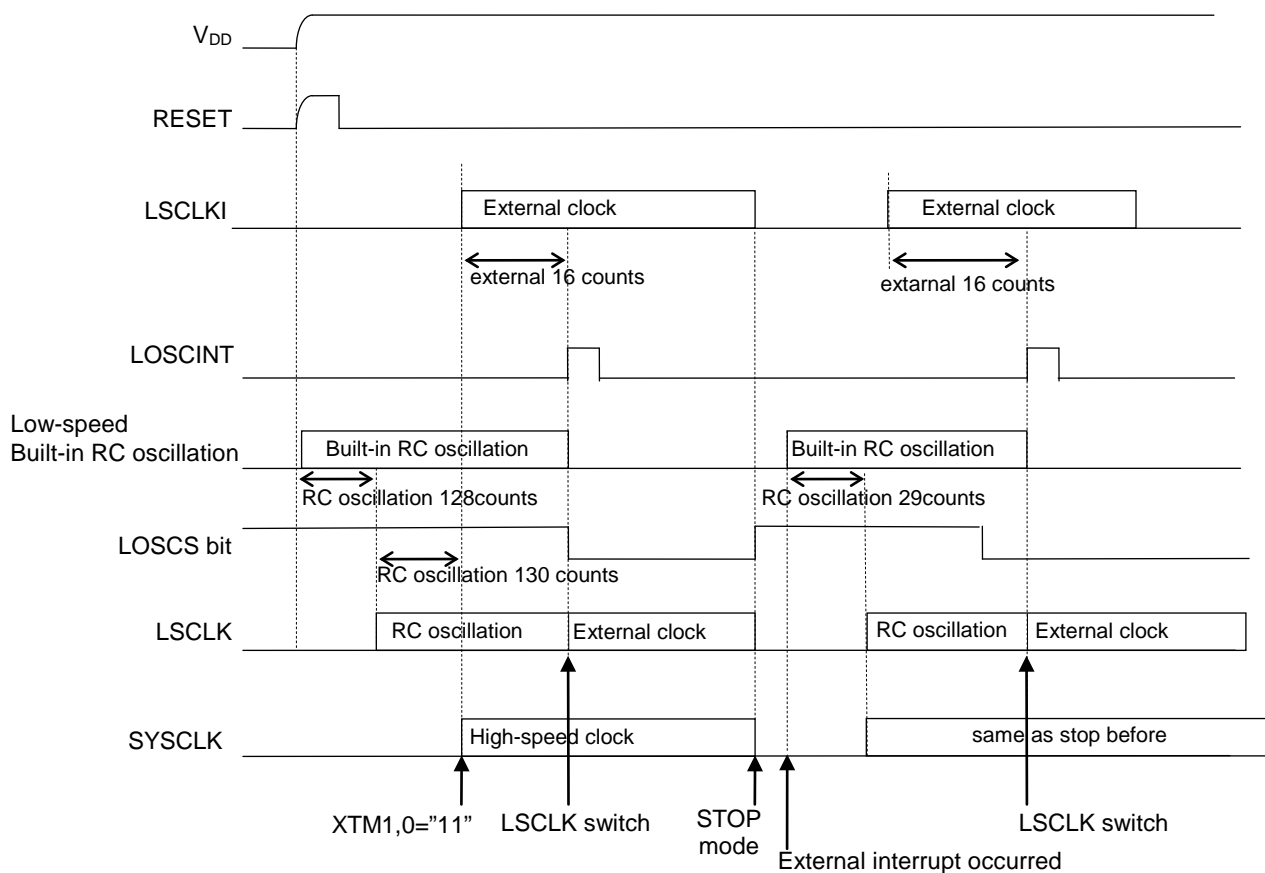 VDD
RESET
LSCLKI
External clock
External clock
external 16 counts
extarnal 16 counts
LOSCINT
Low-speed
Built-in RC oscillation
Built-in RC oscillation
Built-in RC oscillation
RC oscillation 128counts
RC oscillation 29counts
LOSCS bit
RC oscillation 130 counts
LSCLK
RC oscillation
External clock
RC oscillation
External clock
SYSCLK
High-speed clock
same as stop before
XTM1,0=”11”
LSCLK switch
STOP
mode
LSCLK switch
External interrupt occurred